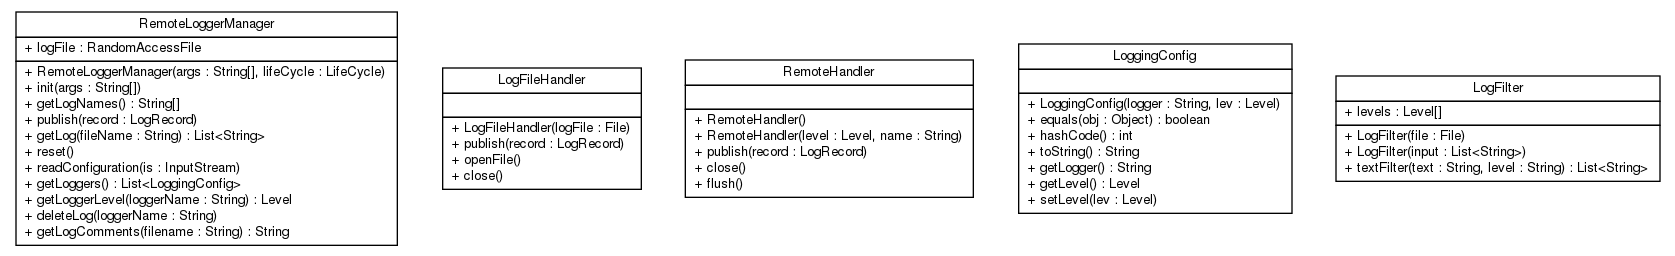 RemoteLoggerManager
+ logFile : RandomAccessFile
+ RemoteLoggerManager(args : String[], lifeCycle : LifeCycle)
+ init(args : String[])
+ getLogNames() : String[]
+ publish(record : LogRecord)
+ getLog(fileName : String) : List<String>
+ reset()
+ readConfiguration(is : InputStream)
+ getLoggers() : List<LoggingConfig>
+ getLoggerLevel(loggerName : String) : Level
+ deleteLog(loggerName : String)
+ getLogComments(filename : String) : String
LogFileHandler
+ LogFileHandler(logFile : File)
+ publish(record : LogRecord)
+ openFile()
+ close()
RemoteHandler
+ RemoteHandler()
+ RemoteHandler(level : Level, name : String)
+ publish(record : LogRecord)
+ close()
+ flush()
LoggingConfig
+ LoggingConfig(logger : String, lev : Level)
+ equals(obj : Object) : boolean
+ hashCode() : int
+ toString() : String
+ getLogger() : String
+ getLevel() : Level
+ setLevel(lev : Level)
LogFilter
+ levels : Level[]
+ LogFilter(file : File)
+ LogFilter(input : List<String>)
+ textFilter(text : String, level : String) : List<String>